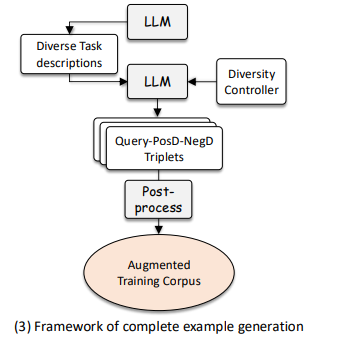 LLM
Diverse Task
descriptions
LLM
Diversity
Controller
Query-PosD-NegD
Triplets
Post-
process
Augmented
Training Corpus
(3) Framework of complete example generation